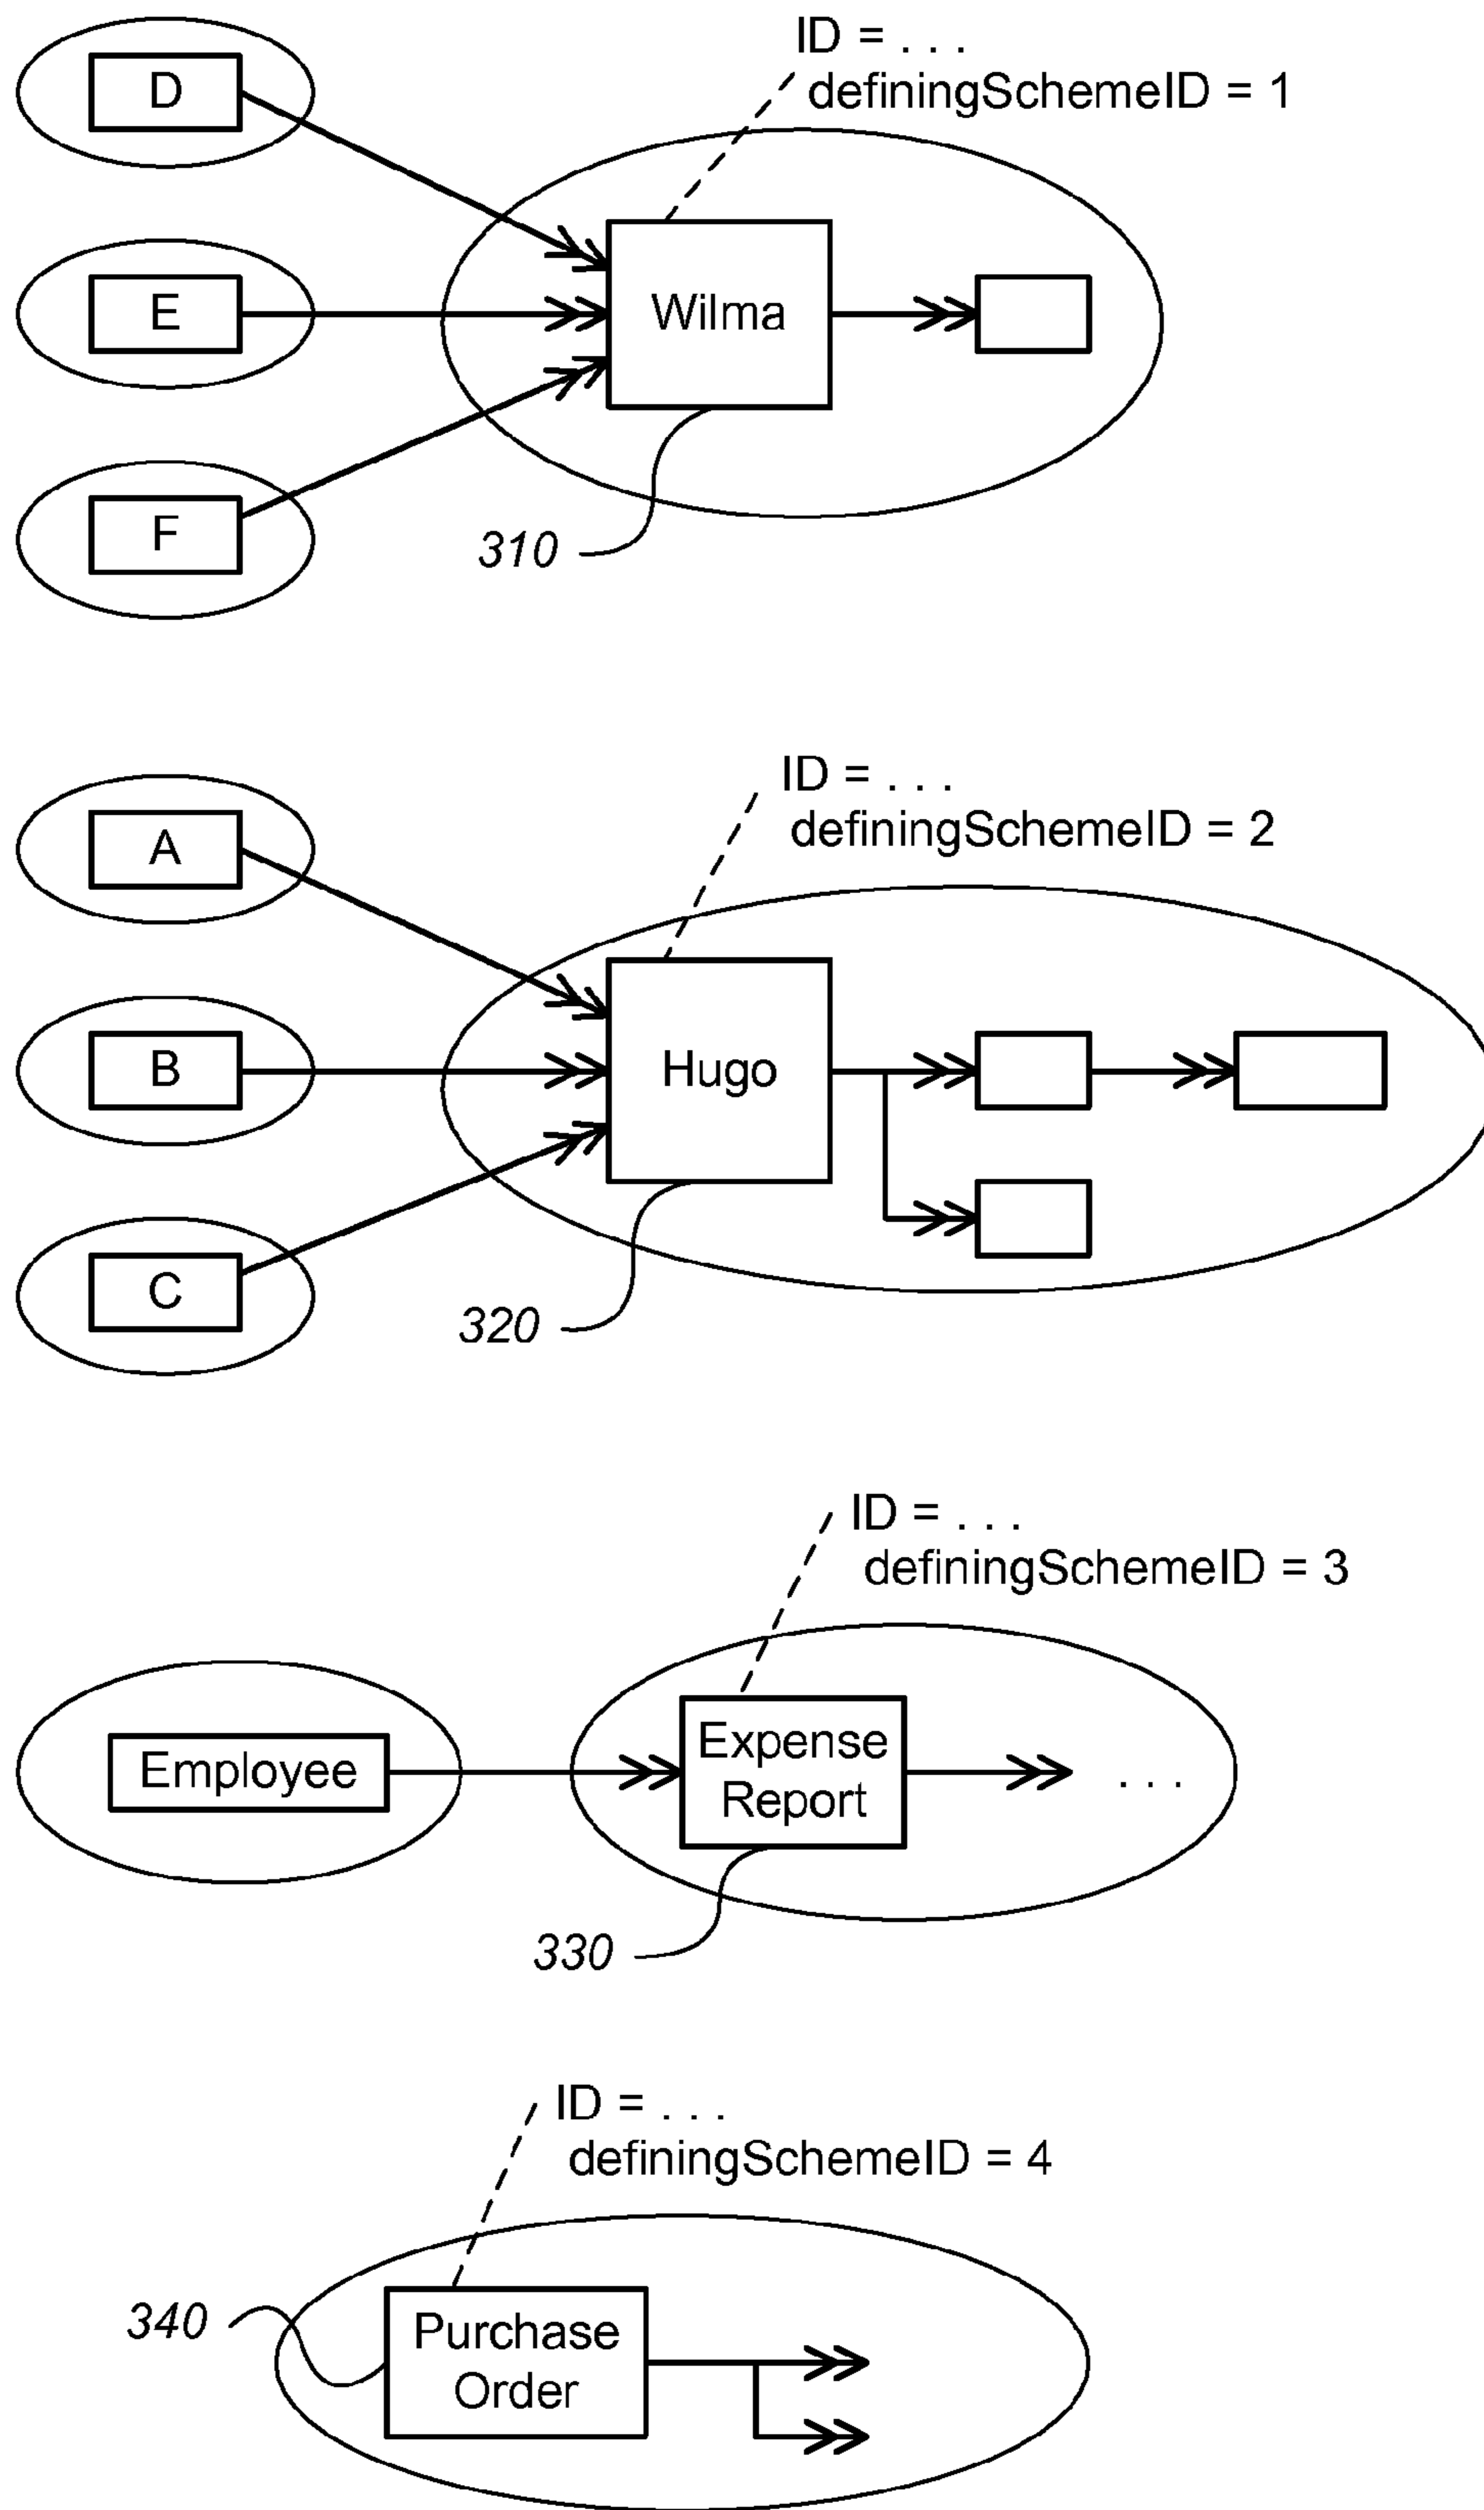 ID = . . .
definingSchemeID = 1
D
E
Wilma
F
310
ID = . . .
definingSchemeID = 2
A
B
Hugo
C
320
ID = . . .
definingSchemeID = 3
Employee
Expense
Report
. . .
330
ID = . . .
definingSchemeID = 4
340
Purchase
Order